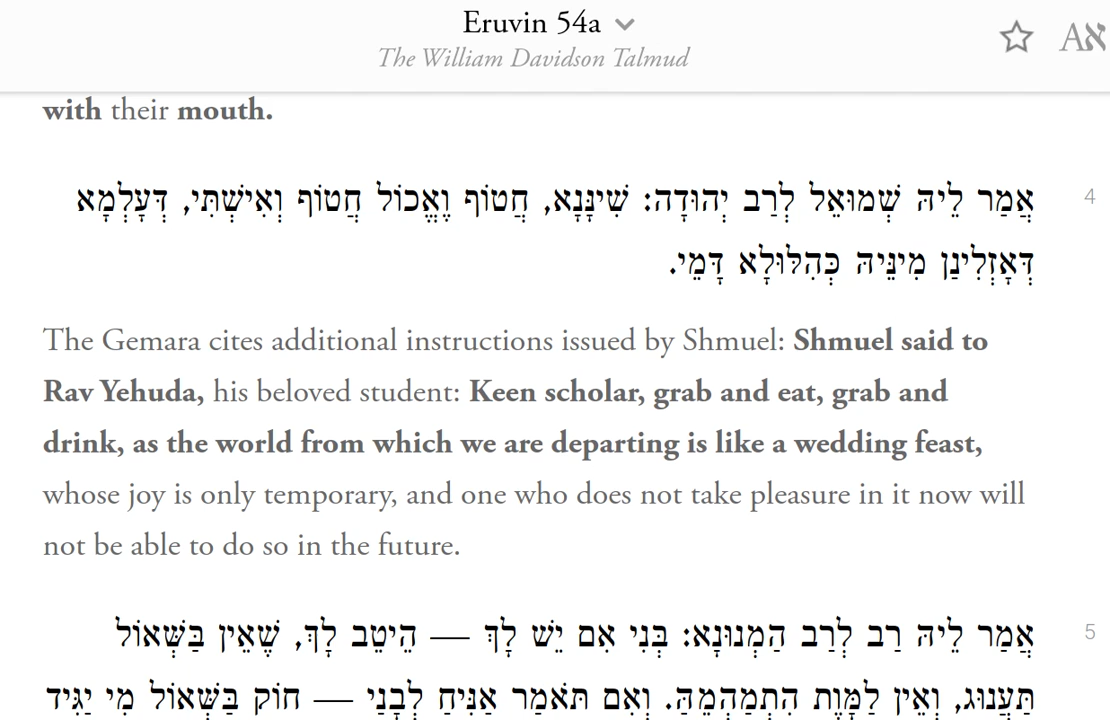 Eruvin 54a
The William Davidson Talmud
Aא
with their mouth.
4
אֲמַר לֵיהּ שְׁמוּאֵל לְרַב יְהוּדָה: שִׁינָּנָא, חֲטוֹף וֶאֱכוֹל חֲטוֹף וְאִישְׁתִּי, דְּעָלְמָא
דְּאָזְלִינַן מִינֵּיהּ כְּהִלּוּלָא דָּמֵי.
The Gemara cites additional instructions issued by Shmuel: Shmuel said to
Rav Yehuda, his beloved student: Keen scholar, grab and eat, grab and
drink, as the world from which we are departing is like a wedding feast,
whose joy is only temporary, and one who does not take pleasure in it now will
not be able to do so in the future.
5
אֲמַר לֵיהּ רַב לְרַב הַמְנוּנָא: בְּנִי אִם יֵשׁ לָךְ — הֵיטֵב לָךְ, שֶׁאֵין בַּשְּׁאוֹל
תַּעֲנוּג, וְאֵין לַמָּוֶת הִתְמַהְמֵהַּ. וְאִם תֹּאמַר אַנִּיחַ לְבָנַי — חוֹק בַּשְּׁאוֹל מִי יַגִּיד